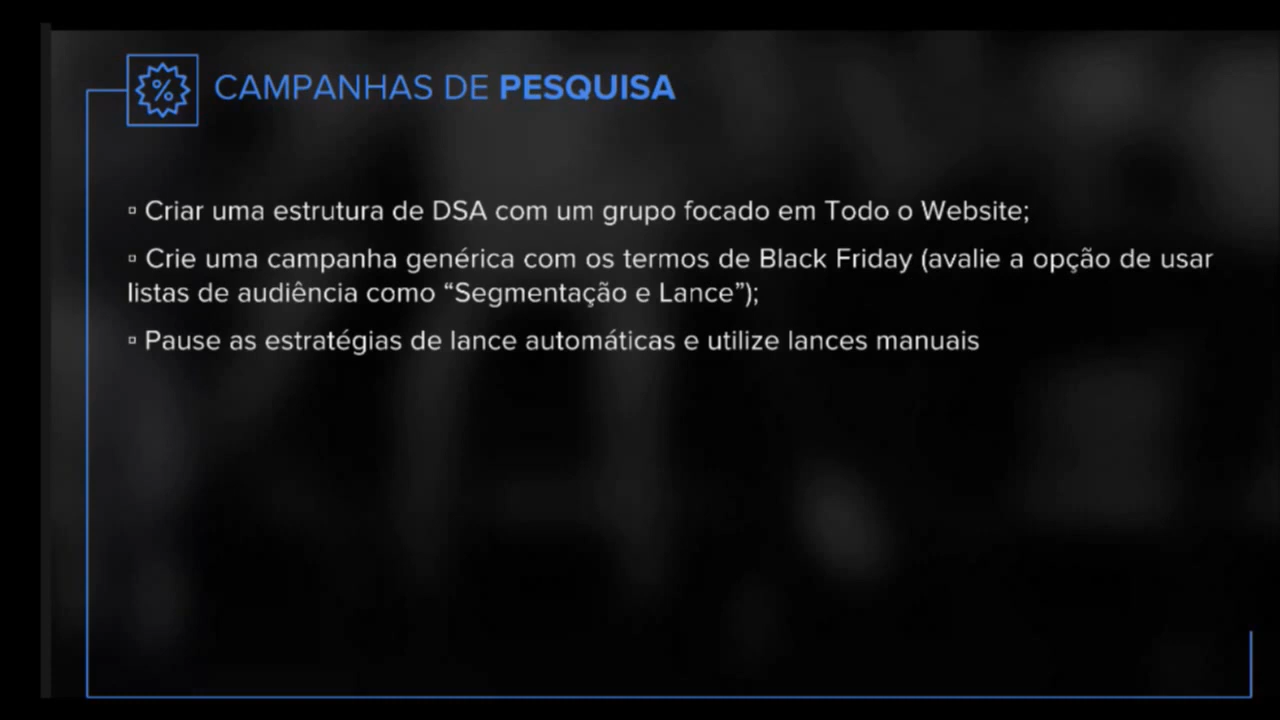 %
CAMPANHAS DE PESQUISA
▫ Criar uma estrutura de DSA com um grupo focado em Todo o Website;
▫ Crie uma campanha genérica com os termos de Black Friday (avalie a opção de usar
listas de audiência como “Segmentação e Lance”);
▫ Pause as estratégias de lance automáticas e utilize lances manuais